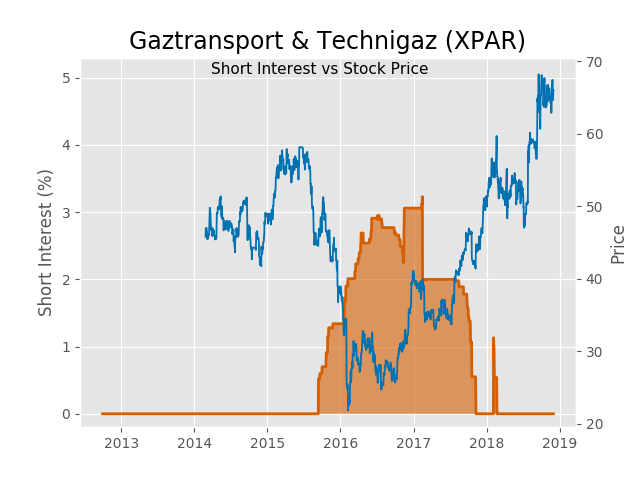 Gaztransport & Technigaz (XPAR)
Short Interest vs Stock Price
Short Interest (%)
5
4
3
2
1
0
70
60
50
40
30
20
Price
2013 2014 2015 2016 2017 2018 2019